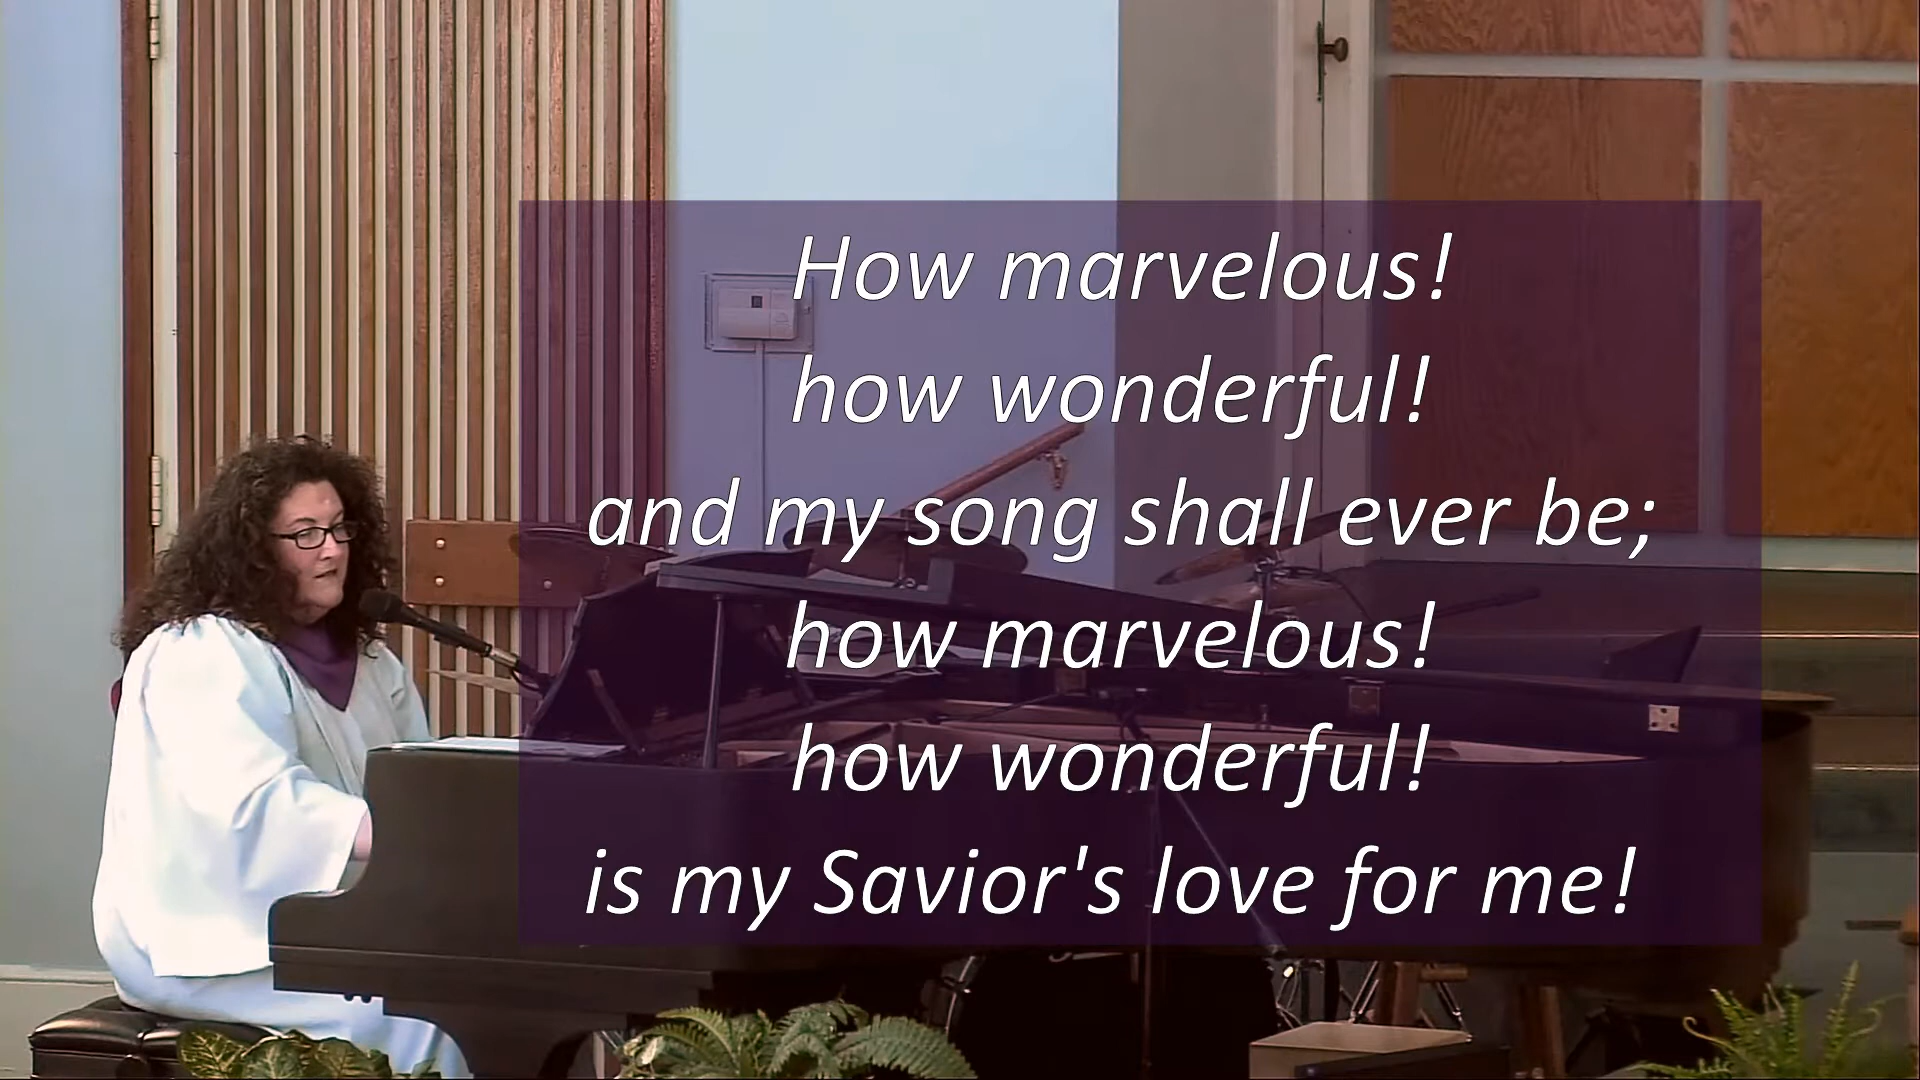 How marvelous!
how wonderful!
and my song shall ever be;
how marvelous!
how wonderful!
is my Savior's love for me!